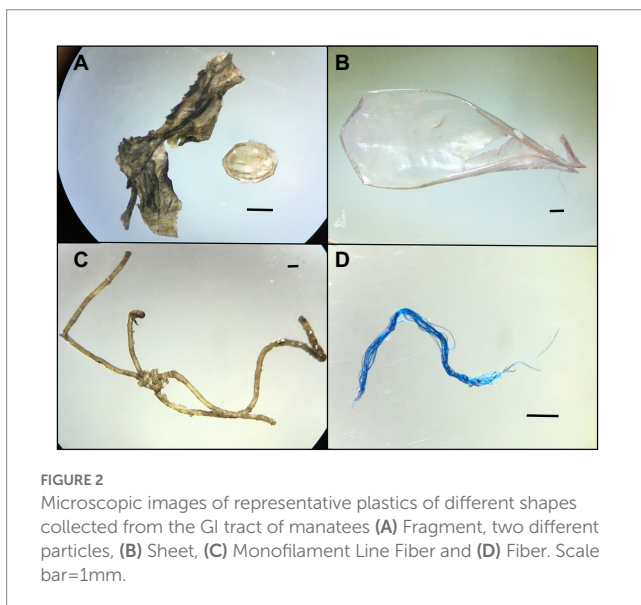 A
B
C
D
FIGURE 2
Microscopic images of representative plastics of different shapes
collected from the GI tract of manatees (A) Fragment, two different
particles, (B) Sheet, (C) Monofilament Line Fiber and (D) Fiber. Scale
bar=1mm.